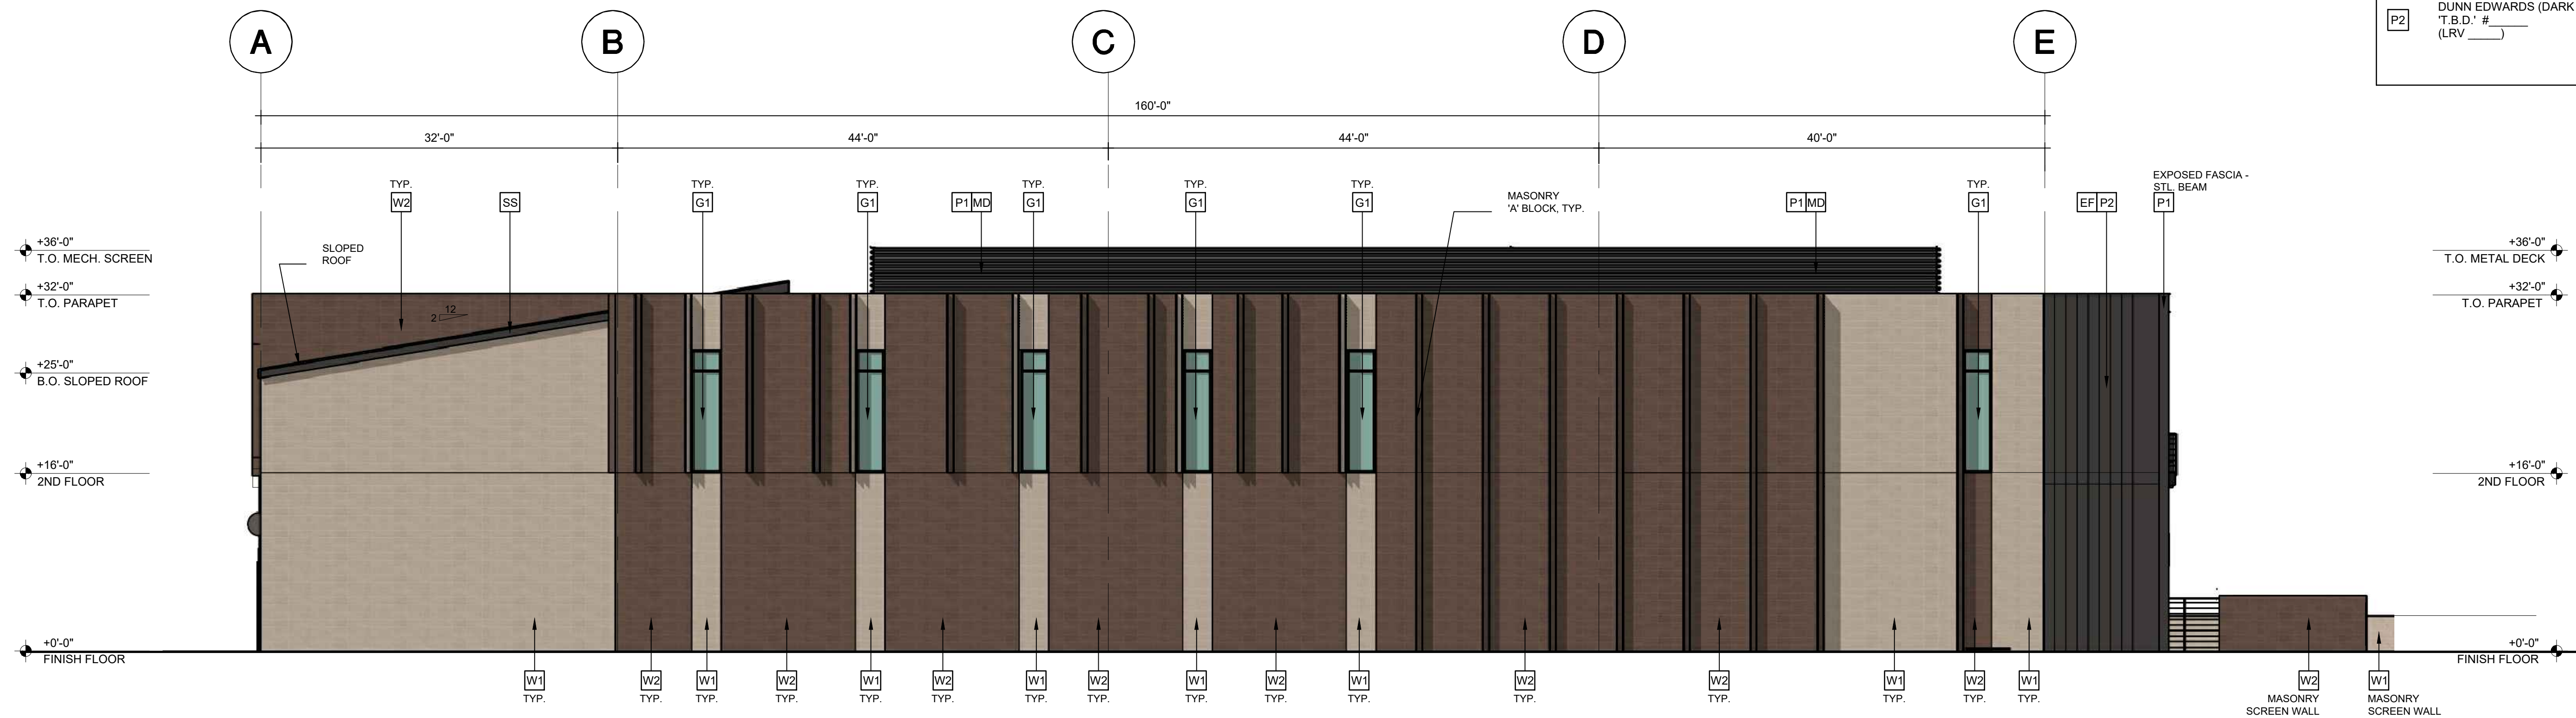 DUNN EDWARDS (DARK
P2
'T.B.D.' #______
(LRV _____)
A
B
C
D
E
160'-0"
32'-0"
44'-0"
44'-0"
40'-0"
EXPOSED FASCIA -
STL. BEAM
TYP.
TYP.
TYP.
TYP.
TYP.
TYP.
TYP.
W2
SS
G1
G1
P1 MD
G1
G1
G1
MASONRY
'A' BLOCK, TYP.
P1 MD
G1
EF P2
P1
+36'-0"
T.O. MECH. SCREEN
SLOPED
ROOF
+36'-0"
T.O. METAL DECK
+32'-0"
T.O. PARAPET
+32'-0"
T.O. PARAPET
12
2
+25'-0"
B.O. SLOPED ROOF
+16'-0"
2ND FLOOR
+16'-0"
2ND FLOOR
+0'-0"
FINISH FLOOR
+0'-0"
FINISH FLOOR
W1
TYP.
W2
TYP.
W1
TYP.
W2
TYP.
W1
TYP.
W2
TYP.
W1
TYP.
W2
TYP.
W1
TYP.
W2
TYP.
W1
TYP.
W2
TYP.
W2
TYP.
W1
TYP.
W2
TYP.
W1
TYP.
W2
MASONRY
SCREEN WALL
W1
MASONRY
SCREEN WALL